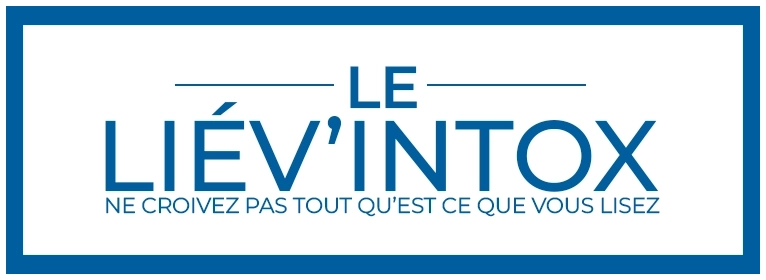 LE
LIÉV’INTOX
NE CROIVEZ PAS TOUT QU’EST CE QUE VOUS LISEZ